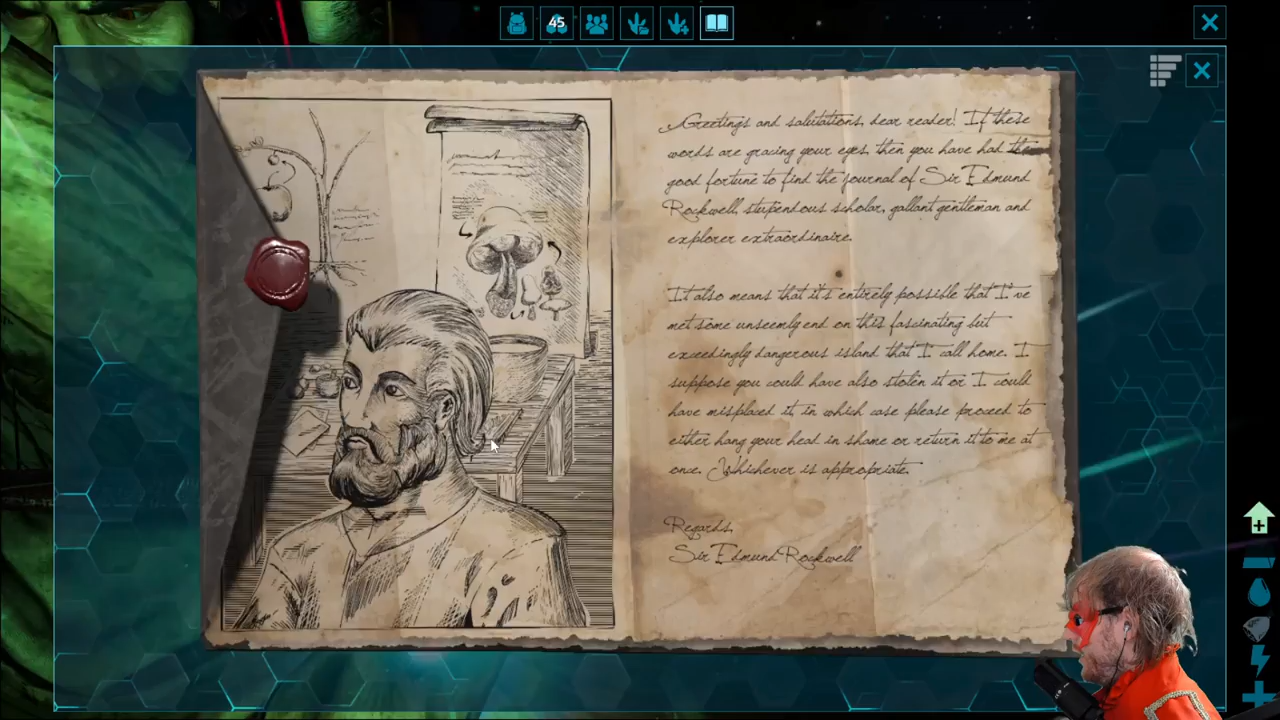 45
Greetings and salutations, dear reader! If these
words are gracing your eyes, then you have had the
good fortune to find the journal of Sir Edmund
Rockwell, stupendous scholar, gallant gentleman and
explorer extraordinaire.
It also means that it's entirely possible that I've
met some unseemly end on this fascinating but
exceedingly dangerous island that I call home. I
suppose you could have also stolen it or I could
have misplaced it in which case please proceed to
either hang your head in shame or return it to me at
once. Whichever is appropriate.
Regards,
Sir Edmund Rockwell